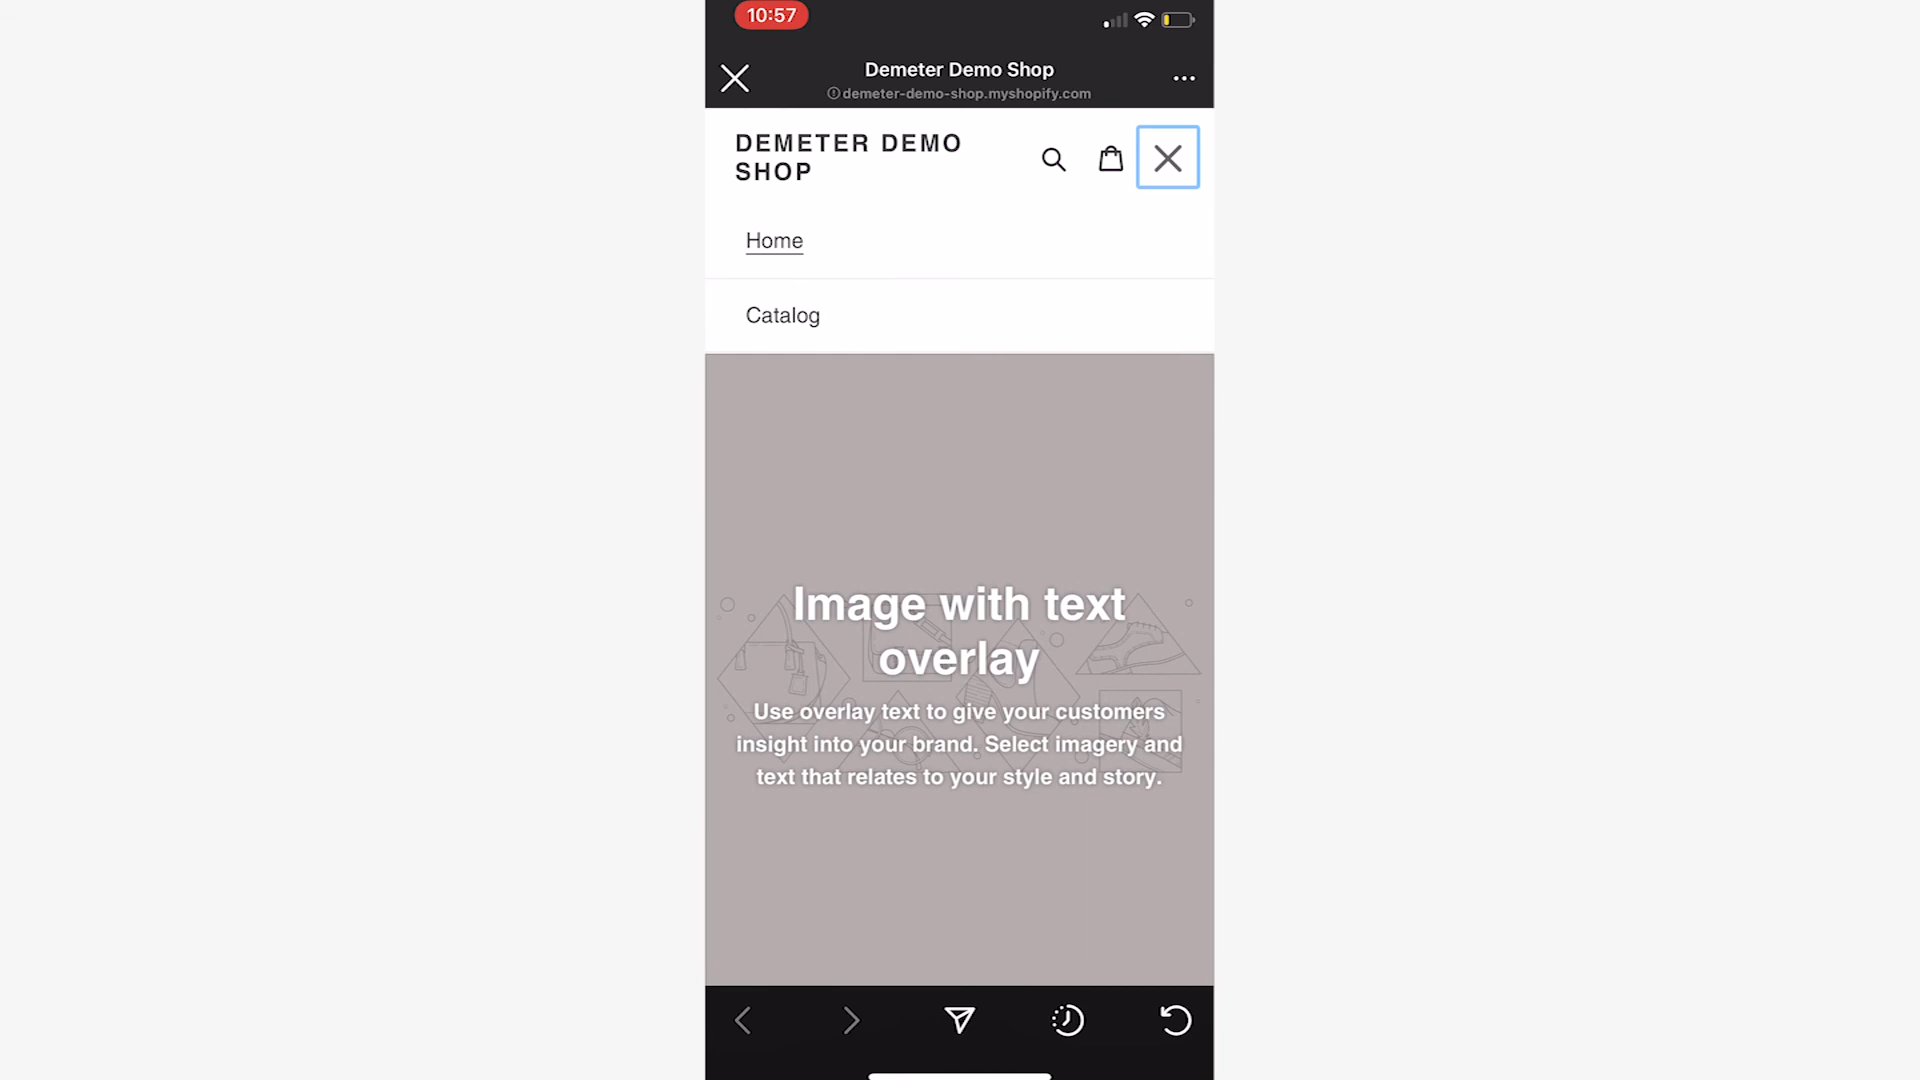 10:57
Demeter Demo Shop
demeter-demo-shop.myshopify.com
DEMETER DEMO
SHOP
Home
Catalog
Image with text
overlay
Use overlay text to give your customers
insight into your brand. Select imagery and
text that relates to your style and story.